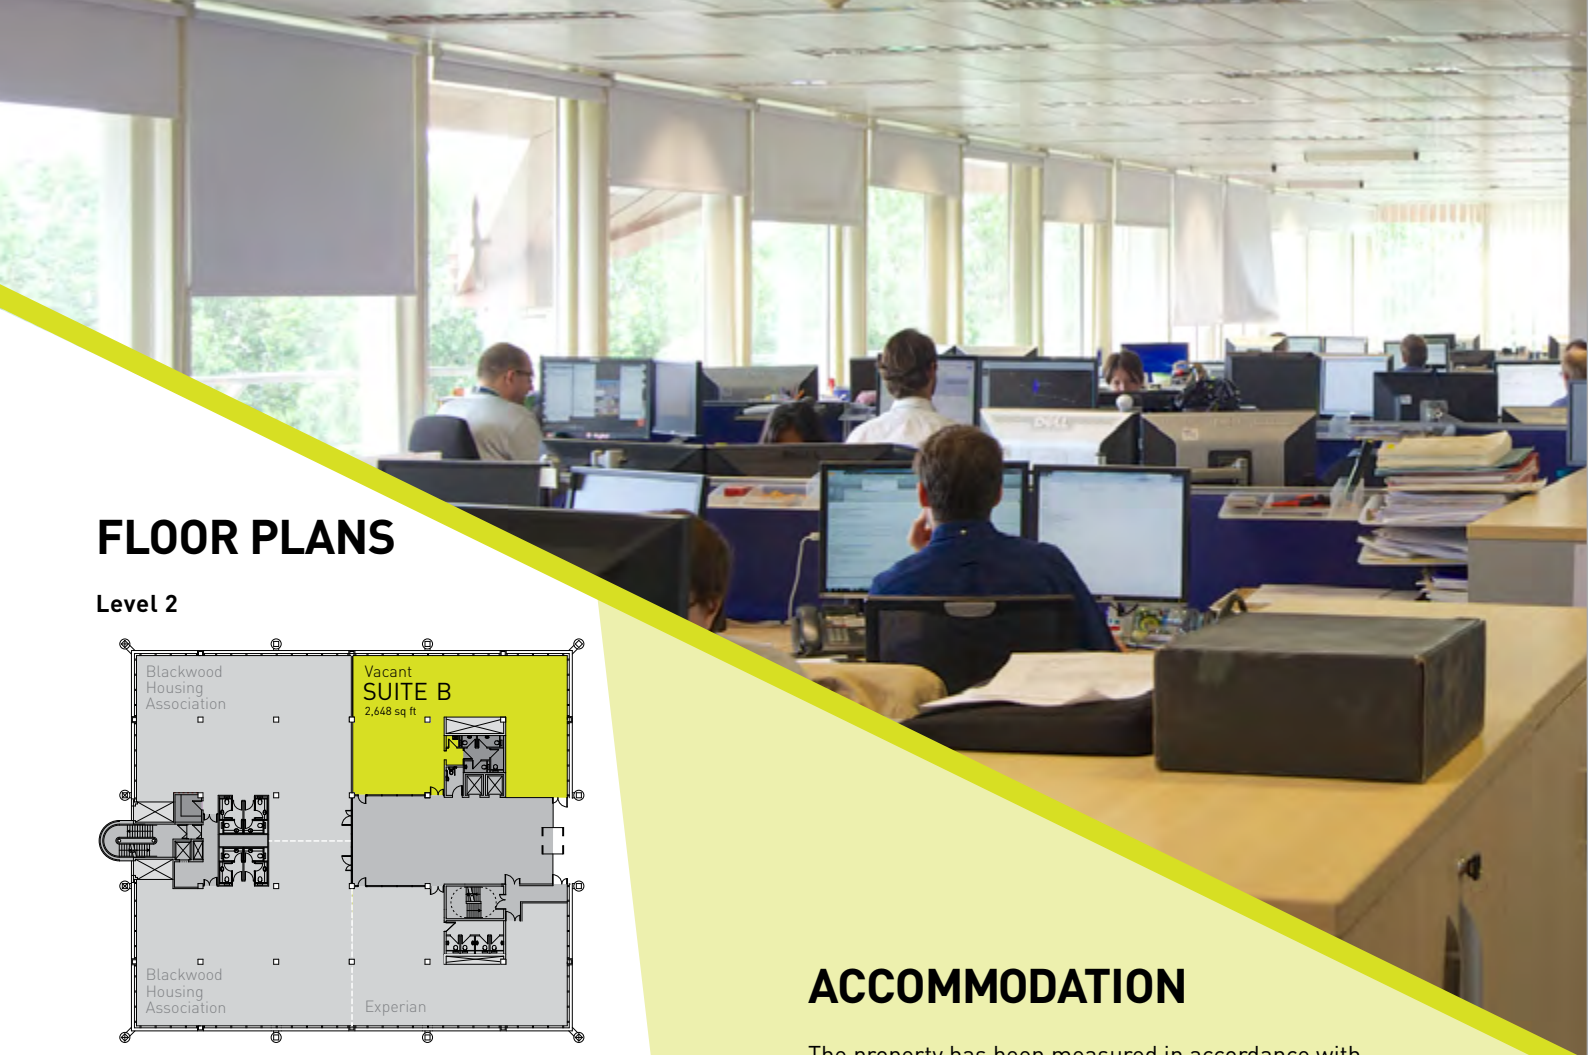 FLOOR PLANS
Level 2
Blackwood
Housing
Association
Vacant
SUITE B
2,648 sq ft
Blackwood
Housing
Association
Experian
DELL
ACCOMMODATION
The property has been measured in accordance with